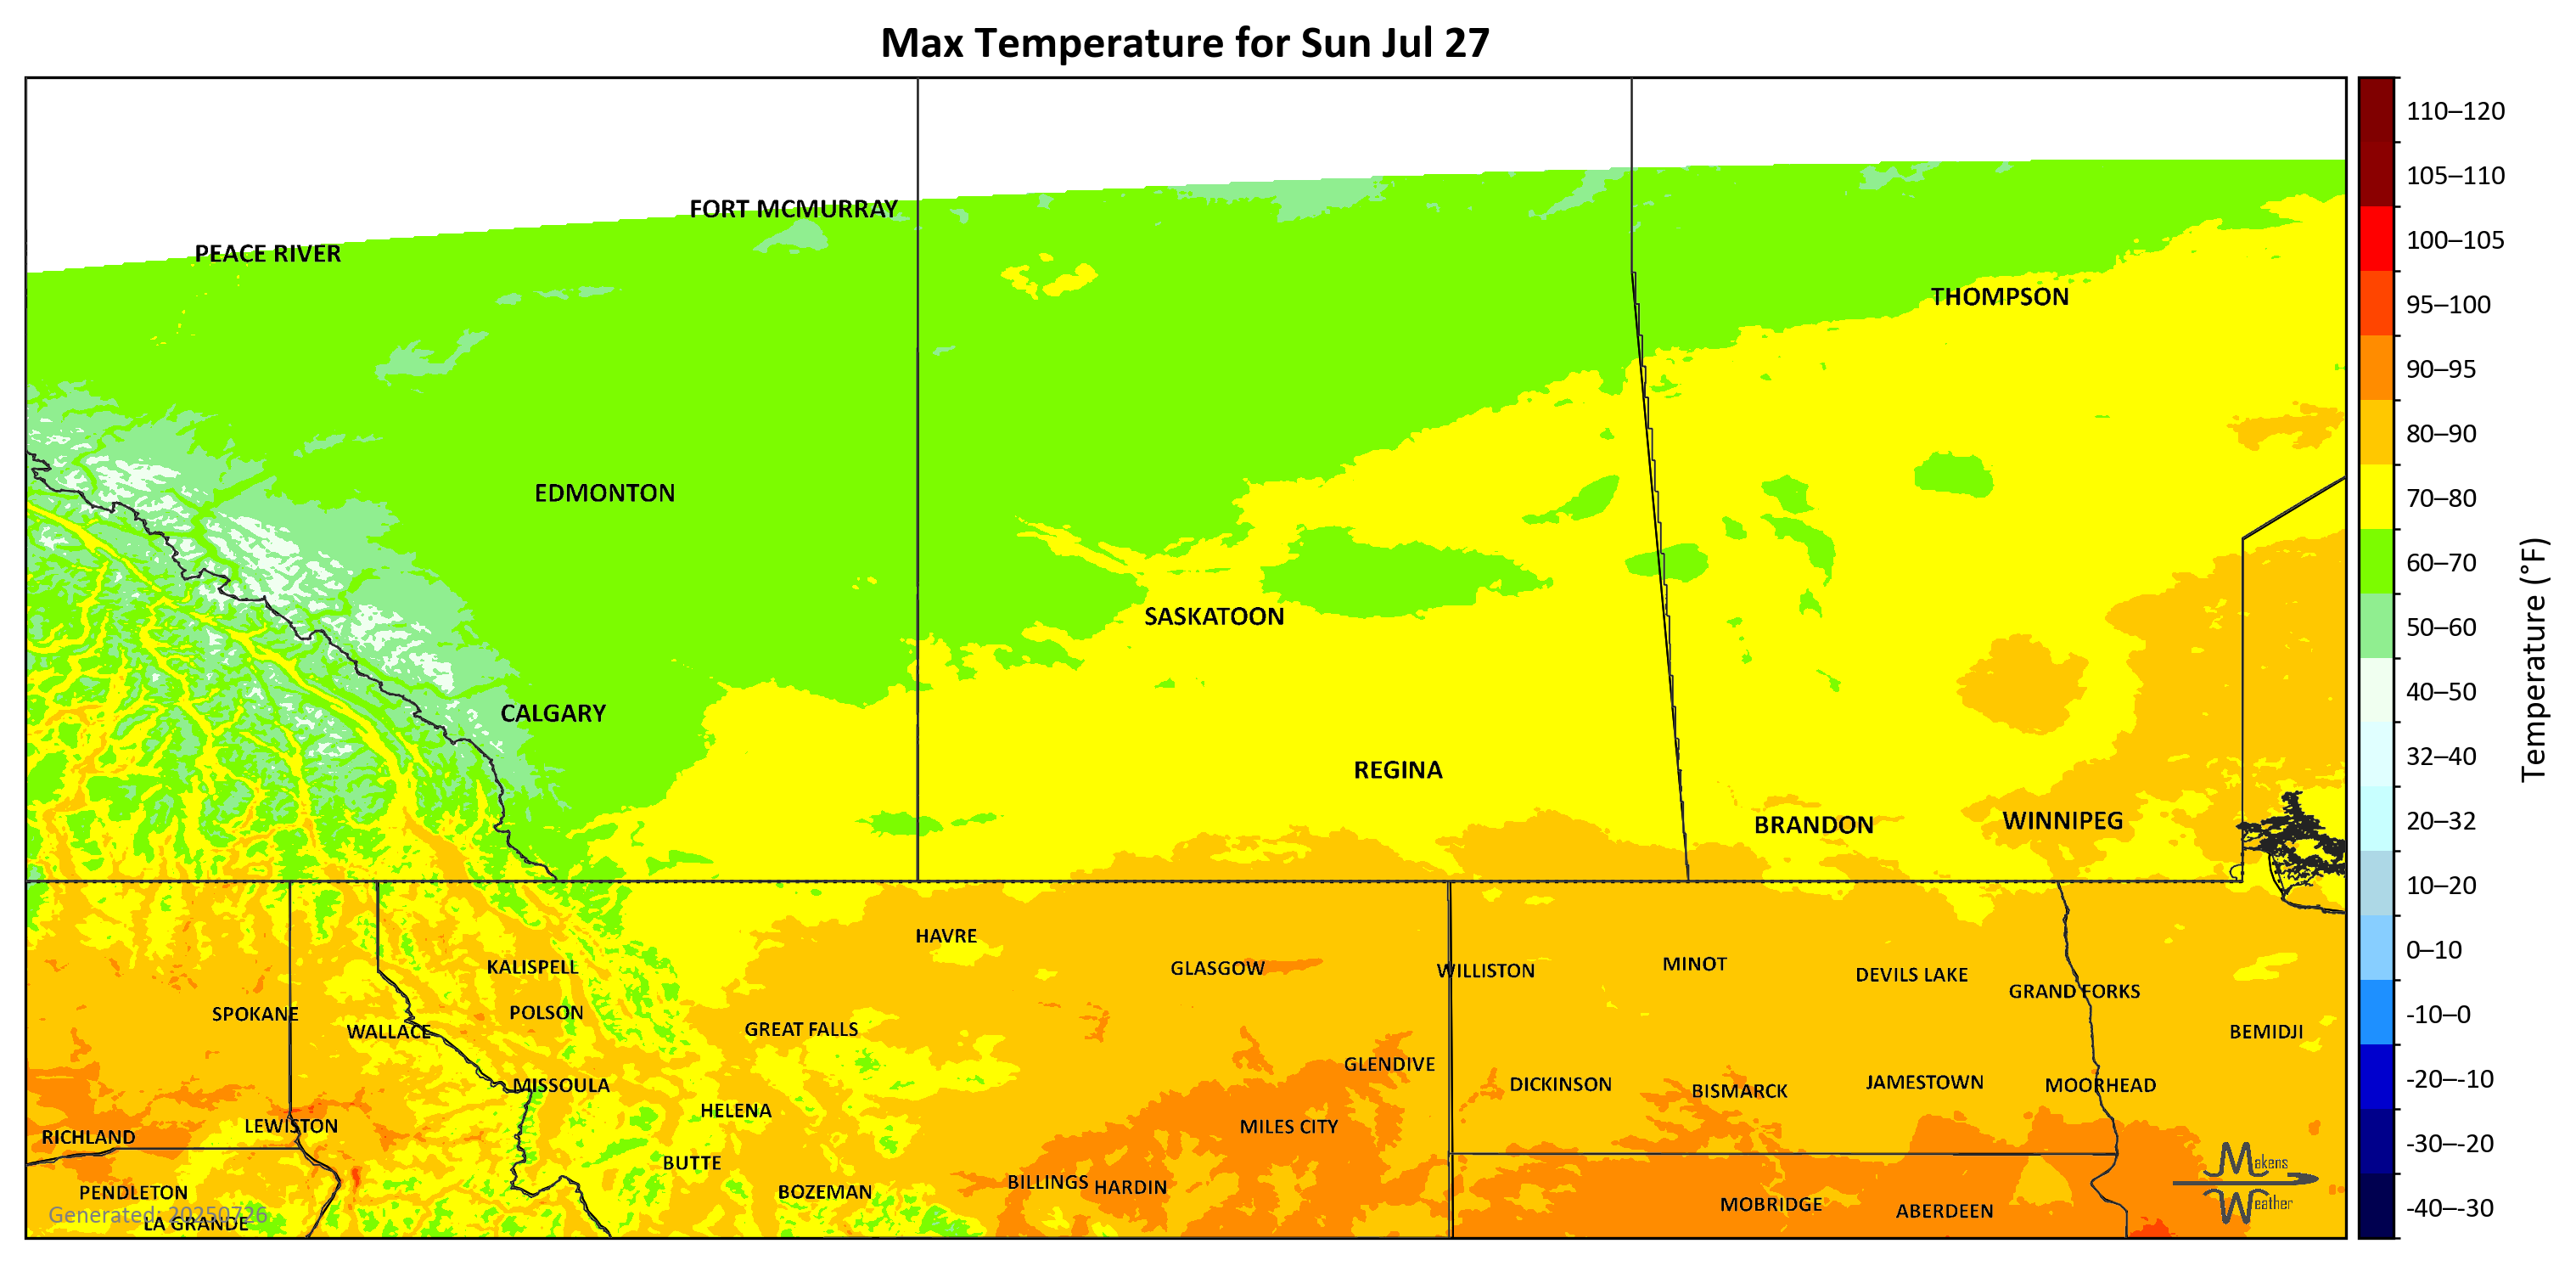 Max Temperature for Sun Jul 27
110–120
105–110
FORT MCMURRAY
100–105
PEACE RIVER
THOMPSON
95–100
90–95
80–90
EDMONTON
70–80
60–70
SASKATOON
50–60
Temperature (°F)
40–50
CALGARY
32–40
REGINA
BRANDON
WINNIPEG
20–32
10–20
HAVRE
0–10
KALISPELL
GLASGOW
WILLISTON
MINOT
DEVILS LAKE
GRAND FORKS
SPOKANE
POLSON
-10–0
WALLACE
GREAT FALLS
BEMIDJI
GLENDIVE
-20–-10
MISSOULA
DICKINSON
BISMARCK
JAMESTOWN
MOORHEAD
HELENA
LEWISTON
MILES CITY
RICHLAND
-30–-20
BUTTE
Makens
PENDLETON
BOZEMAN
BILLINGS
HARDIN
Weather
MOBRIDGE
ABERDEEN
-40–-30
Generated: 20250726
LA GRANDE